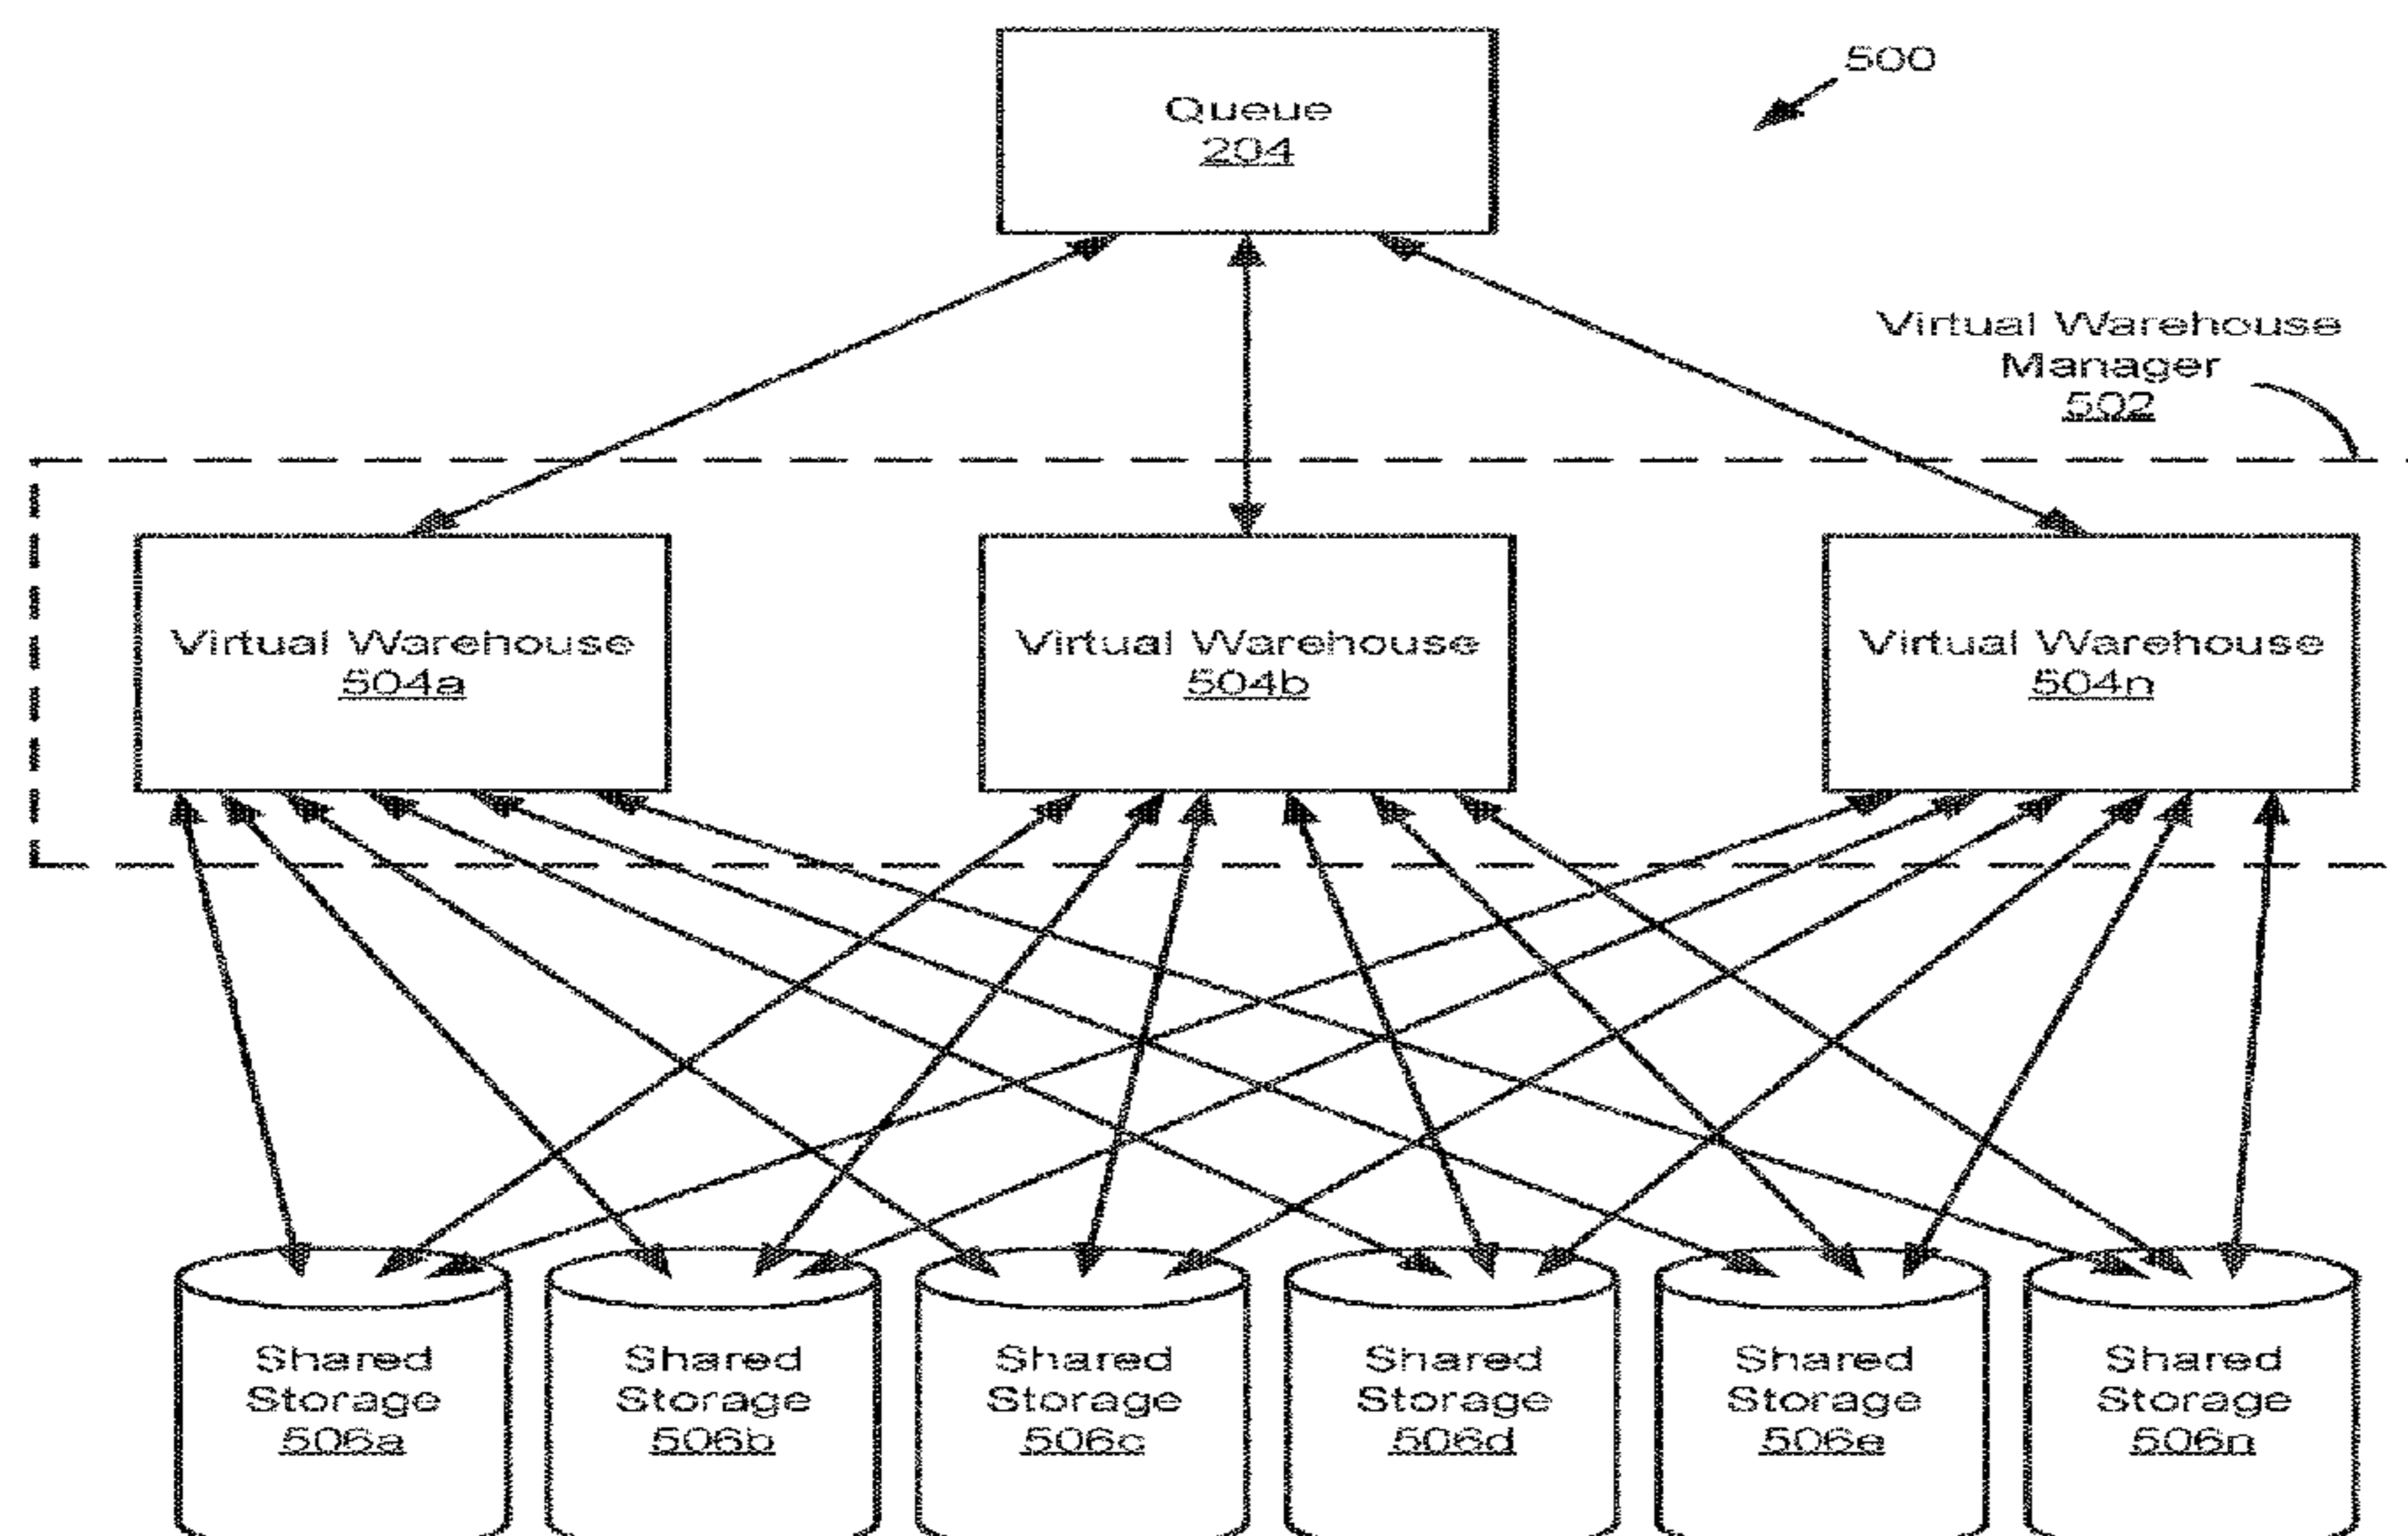 500
Queue
204
Virtual Warehouse
Manager
502
Virtual Warehouse
504a
Virtual Warehouse
504b
Virtual Warehouse
504n
Shared
Storage
506a
Shared
Storage
506b
Shared
Storage
506c
Shared
Storage
506d
Shared
Storage
506e
Shared
Storage
506n